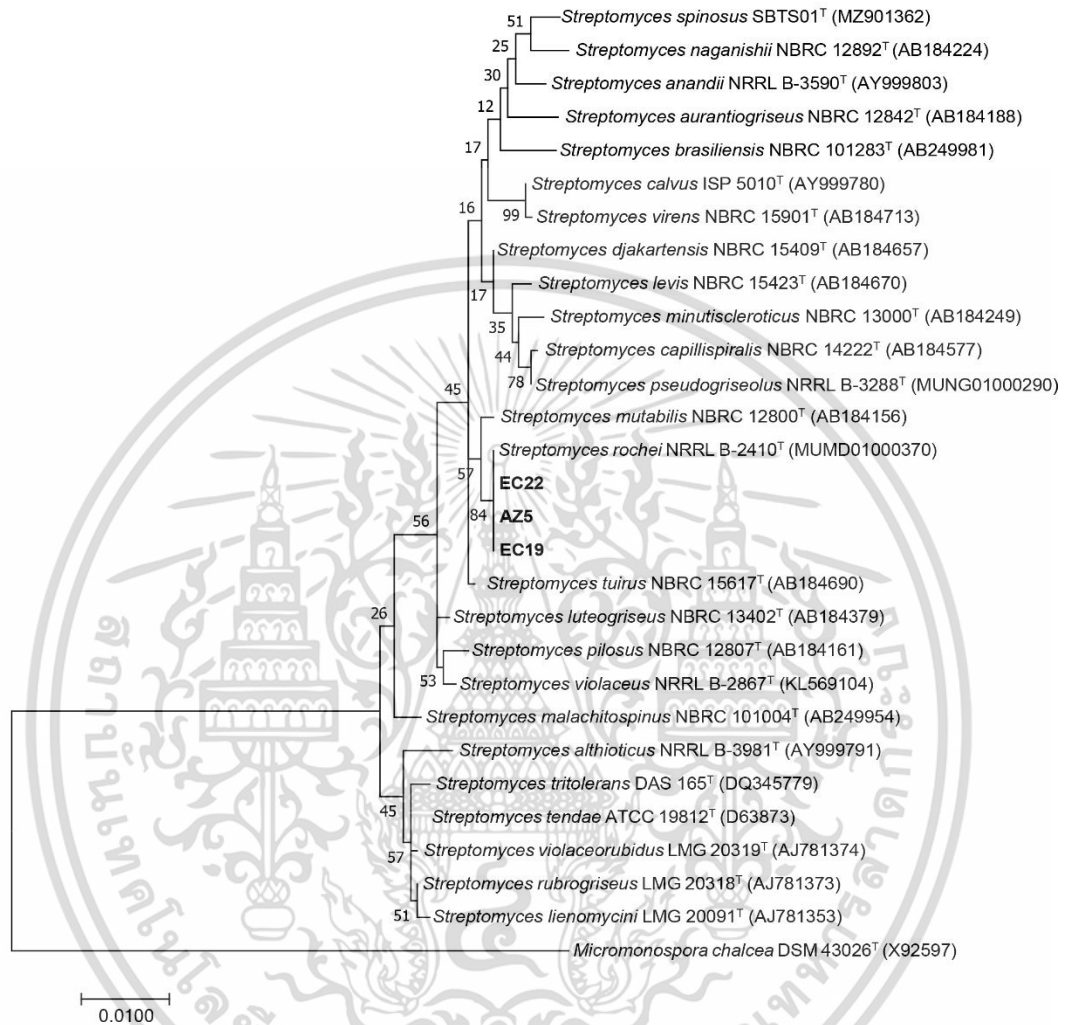 51
Streptomyces spinosus SBTS01ᵀ (MZ901362)
25
Streptomyces naganishii NBRC 12892ᵀ (AB184224)
30
Streptomyces anandii NRRL B-3590ᵀ (AY999803)
12
Streptomyces aurantiogriseus NBRC 12842ᵀ (AB184188)
17
Streptomyces brasiliensis NBRC 101283ᵀ (AB249981)
Streptomyces calvus ISP 5010ᵀ (AY999780)
16
99
Streptomyces virens NBRC 15901ᵀ (AB184713)
Streptomyces djakartensis NBRC 15409ᵀ (AB184657)
17
Streptomyces levis NBRC 15423ᵀ (AB184670)
35
Streptomyces minutiscleroticus NBRC 13000ᵀ (AB184249)
44
Streptomyces capillispiralis NBRC 14222ᵀ (AB184577)
78
Streptomyces pseudogriseolus NRRL B-3288ᵀ (MUNG01000290)
45
Streptomyces mutabilis NBRC 12800ᵀ (AB184156)
57
Streptomyces rochei NRRL B-2410ᵀ (MUMD01000370)
EC22
84
AZ5
56
EC19
Streptomyces tuirus NBRC 15617ᵀ (AB184690)
26
Streptomyces luteogriseus NBRC 13402ᵀ (AB184379)
Streptomyces pilosus NBRC 12807ᵀ (AB184161)
53
Streptomyces violaceus NRRL B-2867ᵀ (KL569104)
Streptomyces malachitospinus NBRC 101004ᵀ (AB249954)
Streptomyces althioticus NRRL B-3981ᵀ (AY999791)
45
Streptomyces tritolerans DAS 165ᵀ (DQ345779)
Streptomyces tendae ATCC 19812ᵀ (D63873)
57
Streptomyces violaceorubidus LMG 20319ᵀ (AJ781374)
Streptomyces rubrogriseus LMG 20318ᵀ (AJ781373)
51
Streptomyces lienomycini LMG 20091ᵀ (AJ781353)
Micromonospora chalcea DSM 43026ᵀ (X92597)
0.0100